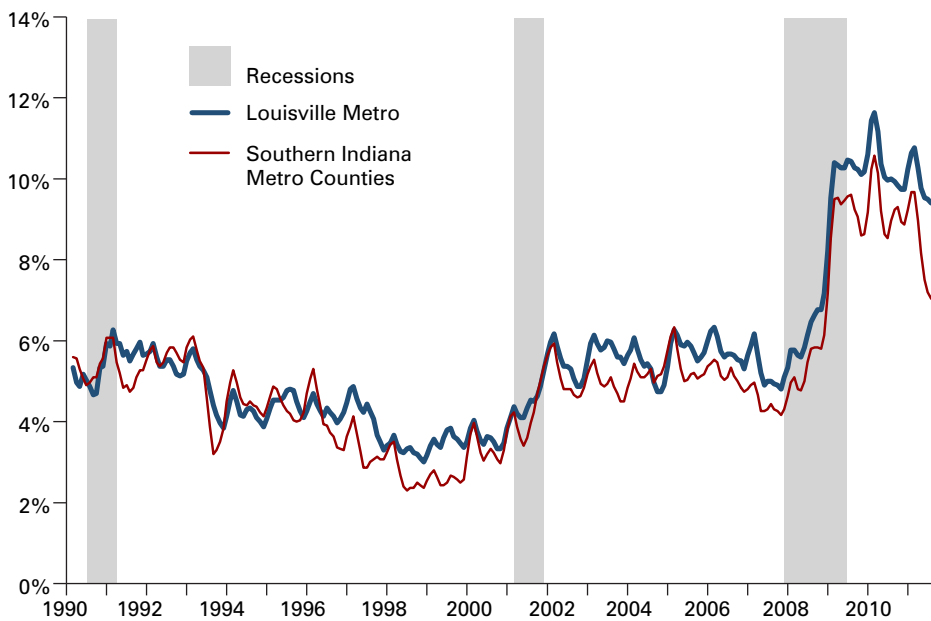 14%
12%
10%
8%
6%
4%
2%
0%
Recessions
Louisville Metro
Southern Indiana
Metro Counties
1990 1992 1994 1996 1998 2000 2002 2004 2006 2008 2010